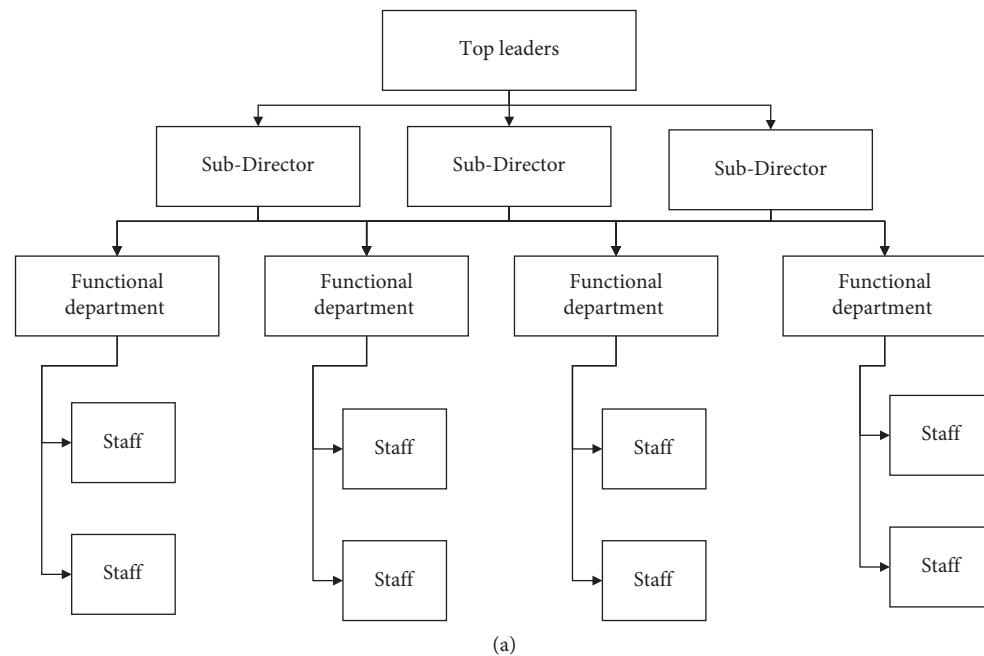 Top leaders
Sub-Director
Sub-Director
Sub-Director
Functional
department
Functional
department
Functional
department
Functional
department
Staff
Staff
Staff
Staff
Staff
Staff
Staff
Staff
(a)